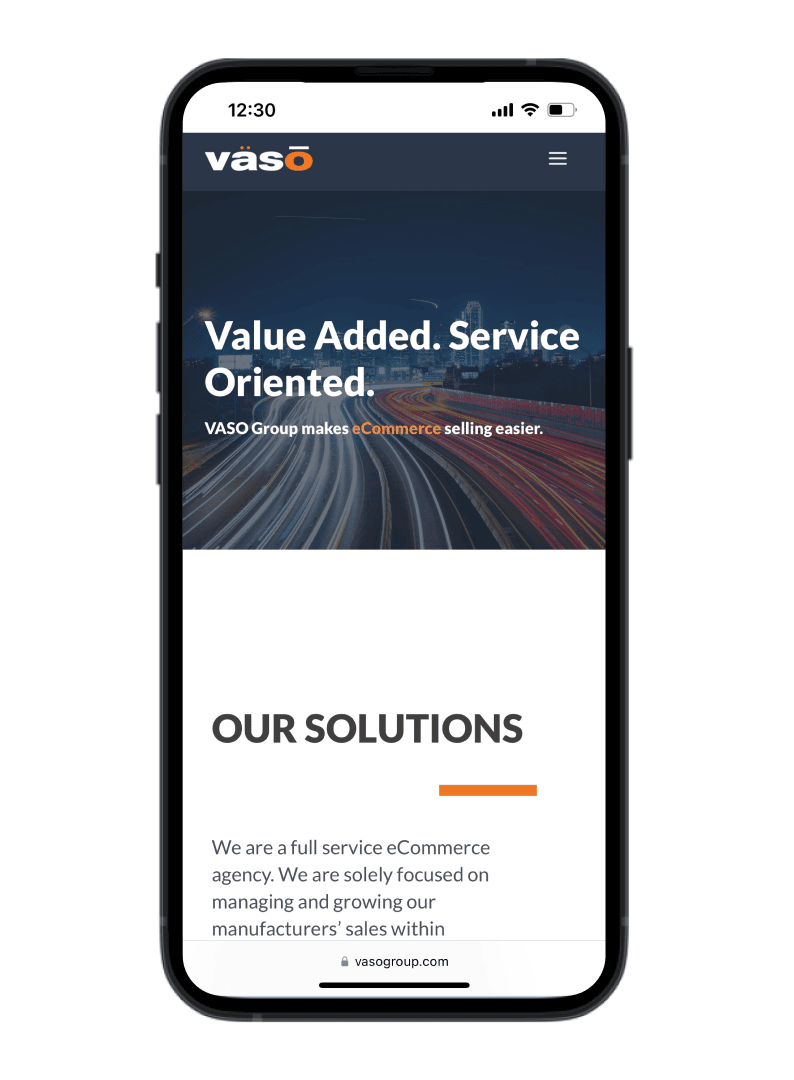 12:30
väsō
Value Added. Service
Oriented.
VASO Group makes eCommerce selling easier.
OUR SOLUTIONS
We are a full service eCommerce
agency. We are solely focused on
managing and growing our
manufacturers’ sales within
vasogroup.com